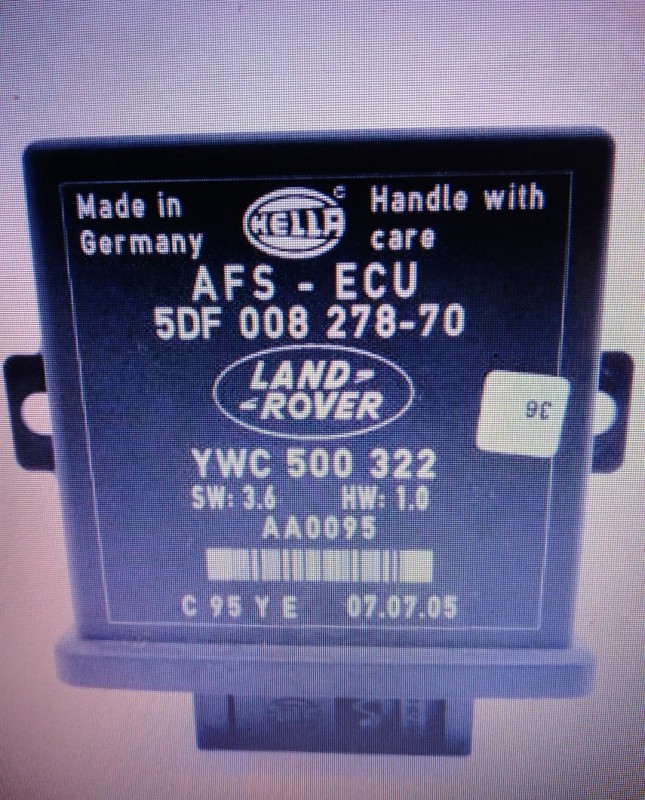 Made in
Germany
HELLA
Handle with
care
AFS - ECU
5DF 008 278-70
LAND-
-ROVER
36
YWC 500 322
SW: 3.6 HW: 1.0
AA0095
C 95 Y E 07.07.05